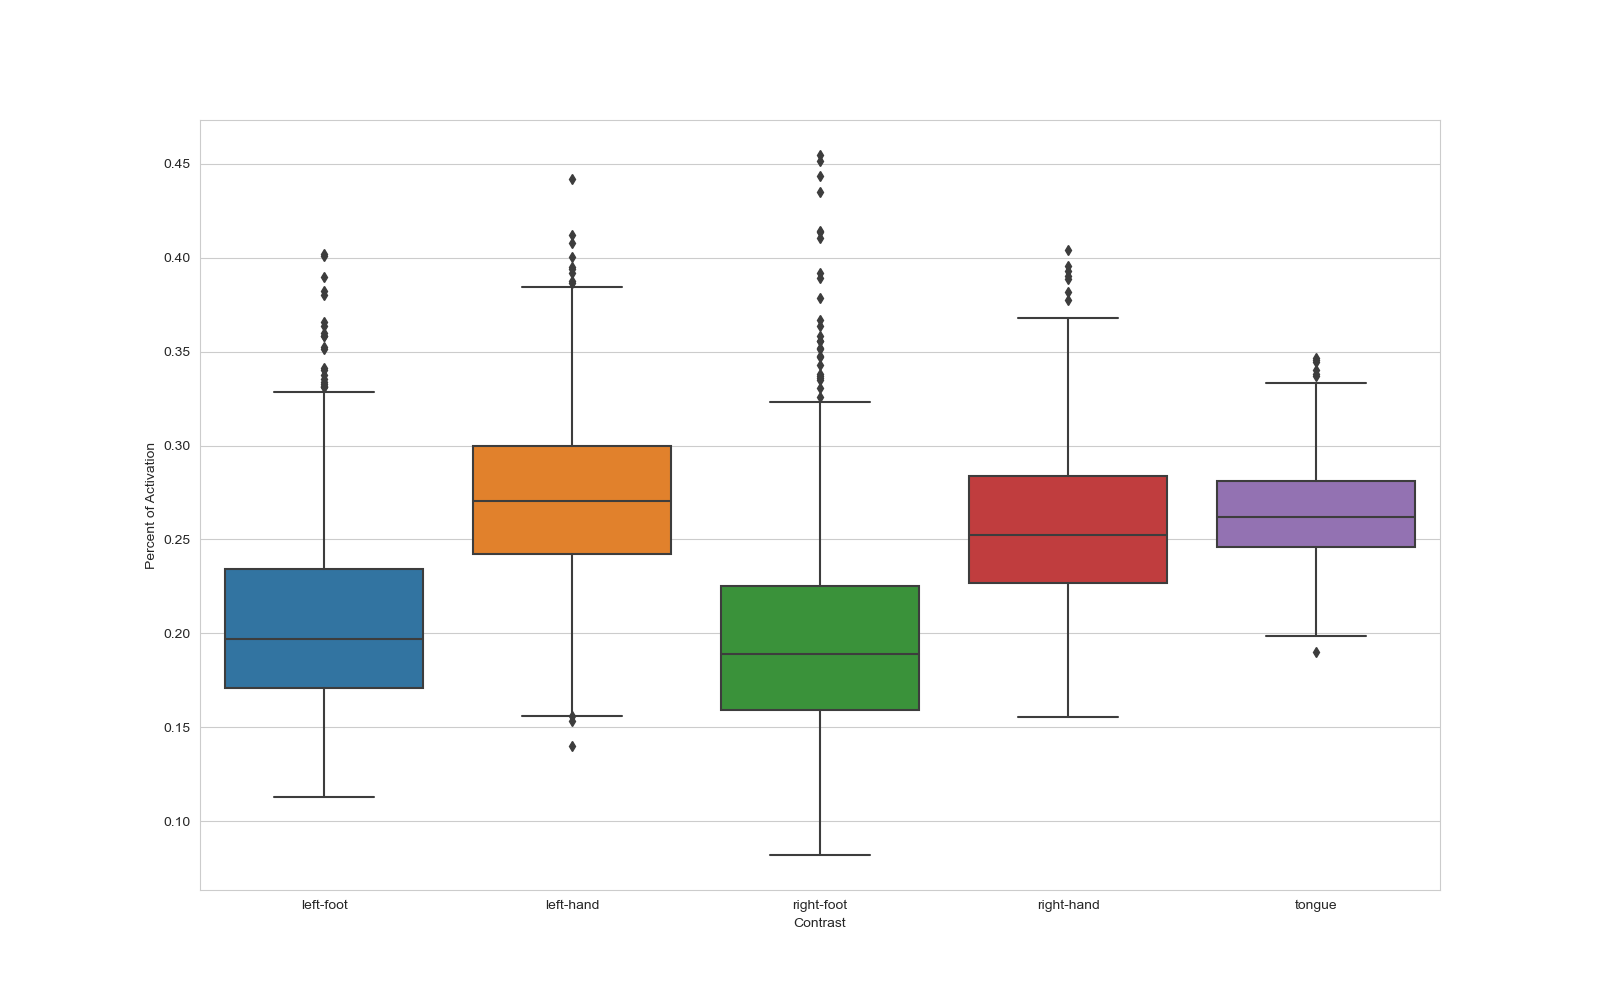 0.45
0.40
0.35
0.30
0.25
0.20
0.15
0.10
Percent of Activation
left-foot left-hand right-foot right-hand tongue
Contrast